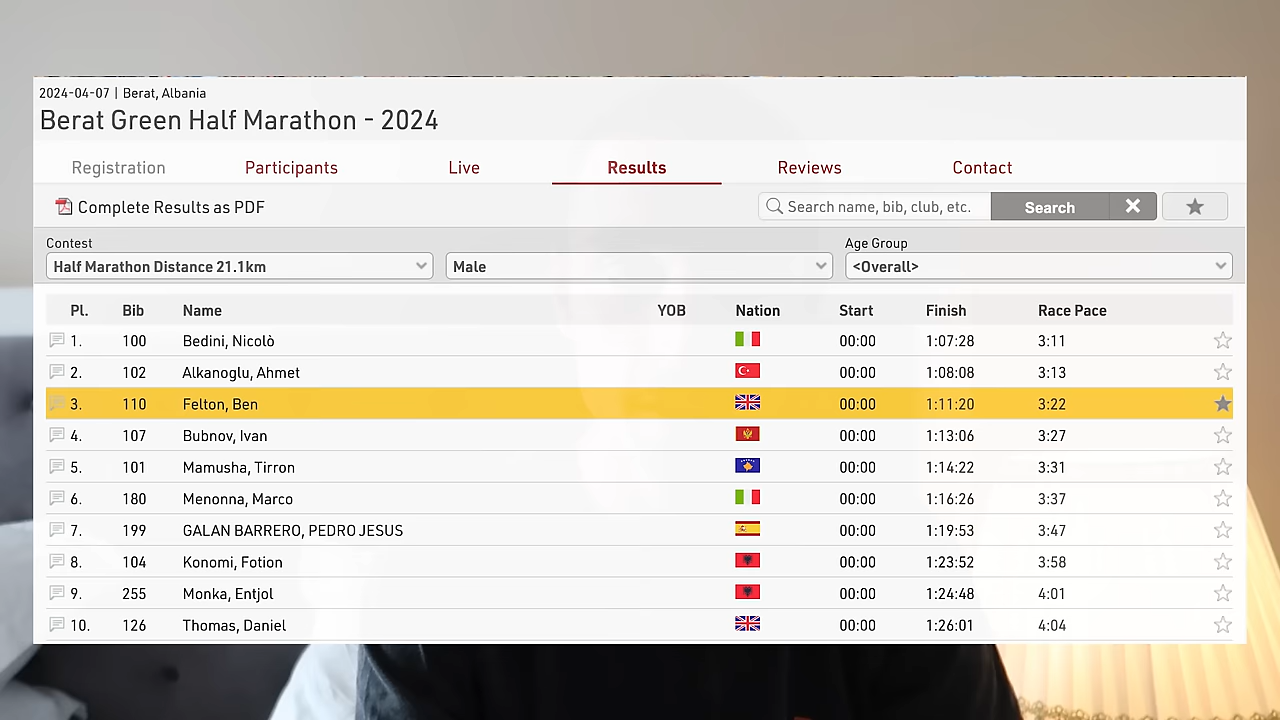 2024-04-07 | Berat, Albania
Berat Green Half Marathon - 2024
Registration Participants Live Results Reviews Contact
Complete Results as PDF Search name, bib, club, etc. Search
Contest Age Group
Half Marathon Distance 21.1km Male <Overall>
Pl. Bib Name YOB Nation Start Finish Race Pace
1. 100 Bedini, Nicolò 00:00 1:07:28 3:11
2. 102 Alkanoglu, Ahmet 00:00 1:08:08 3:13
3. 110 Felton, Ben 00:00 1:11:20 3:22
4. 107 Bubnov, Ivan 00:00 1:13:06 3:27
5. 101 Mamusha, Tirron 00:00 1:14:22 3:31
6. 180 Menonna, Marco 00:00 1:16:26 3:37
7. 199 GALAN BARRERO, PEDRO JESUS 00:00 1:19:53 3:47
8. 104 Konomi, Fotion 00:00 1:23:52 3:58
9. 255 Monka, Entjol 00:00 1:24:48 4:01
10. 126 Thomas, Daniel 00:00 1:26:01 4:04